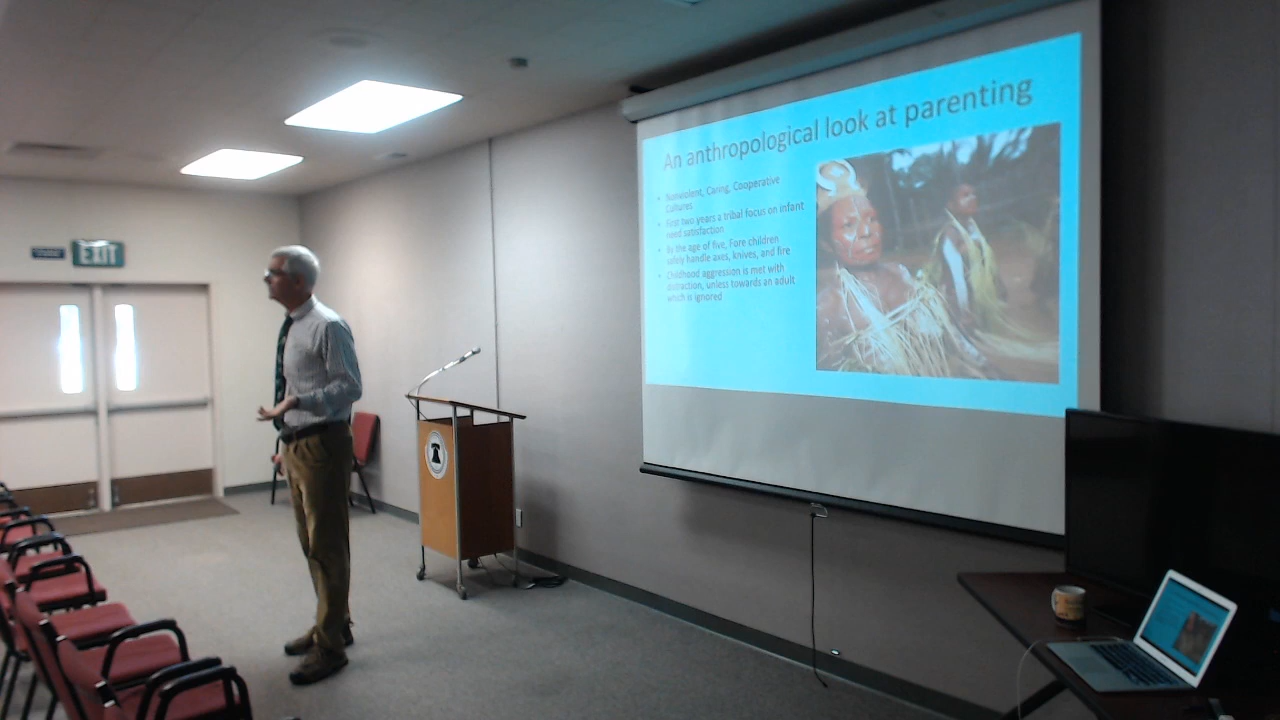 An anthropological look at parenting
• Nonviolent, Caring, Cooperative
Cultures
• First two years a tribal focus on infant
need satisfaction
• By the age of five, Fore children
safely handle axes, knives, and fire
• Childhood aggression is met with
distraction, unless towards an adult
which is ignored
EXIT